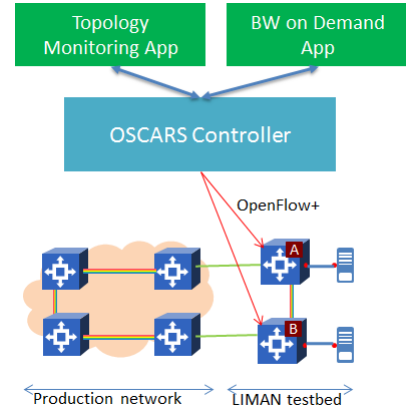 Topology
Monitoring App
BW on Demand
App
OSCARS Controller
OpenFlow+
A
B
Production network
LIMAN testbed